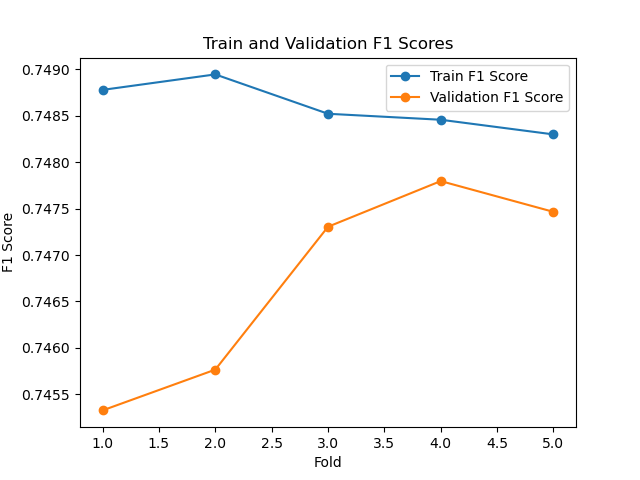 Train and Validation F1 Scores
Train F1 Score
Validation F1 Score
0.7490
0.7485
0.7480
0.7475
0.7470
0.7465
0.7460
0.7455
F1 Score
1.0 1.5 2.0 2.5 3.0 3.5 4.0 4.5 5.0
Fold